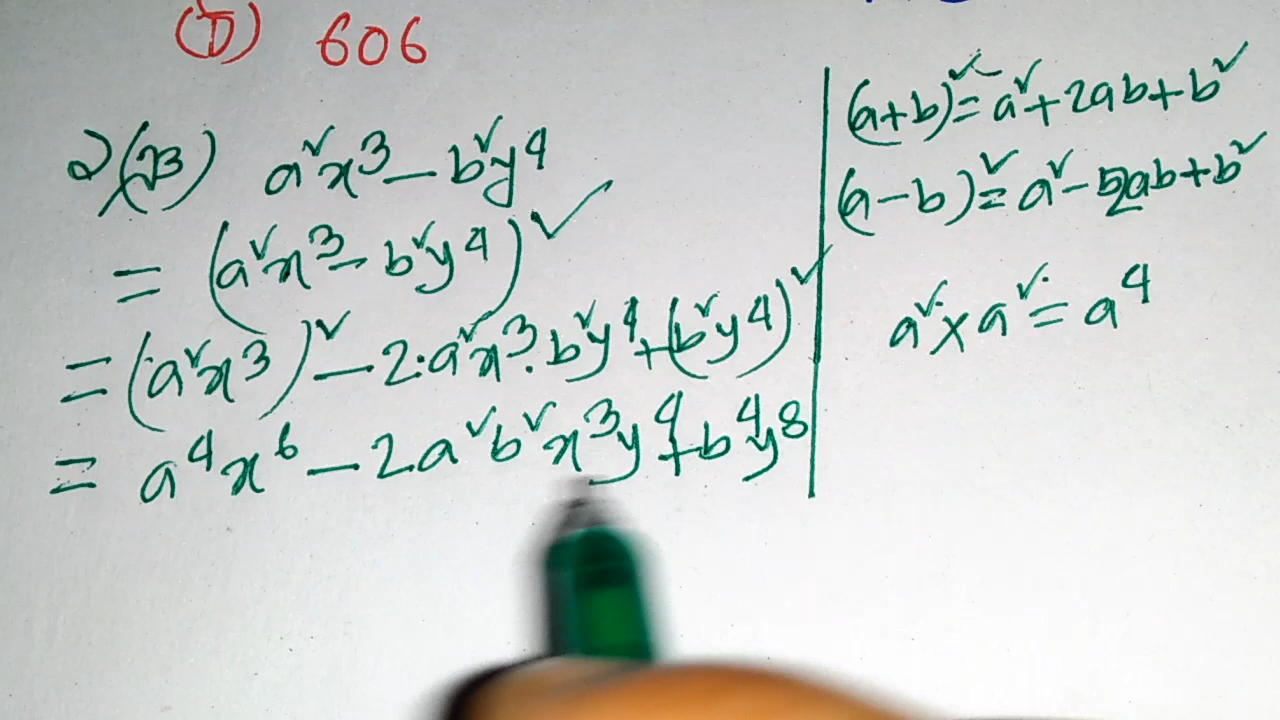 (D) 606
২(23) a²x³ – b²y⁴
= (a²x³ – b²y⁴)²
= (a²x³)² – 2·a²x³·b²y⁴ + (b²y⁴)²
= a⁴x⁶ – 2a²b²x³y⁴ + b⁴y⁸
(a+b)² = a² + 2ab + b²
(a – b)² = a² – 2ab + b²
a² × a² = a⁴